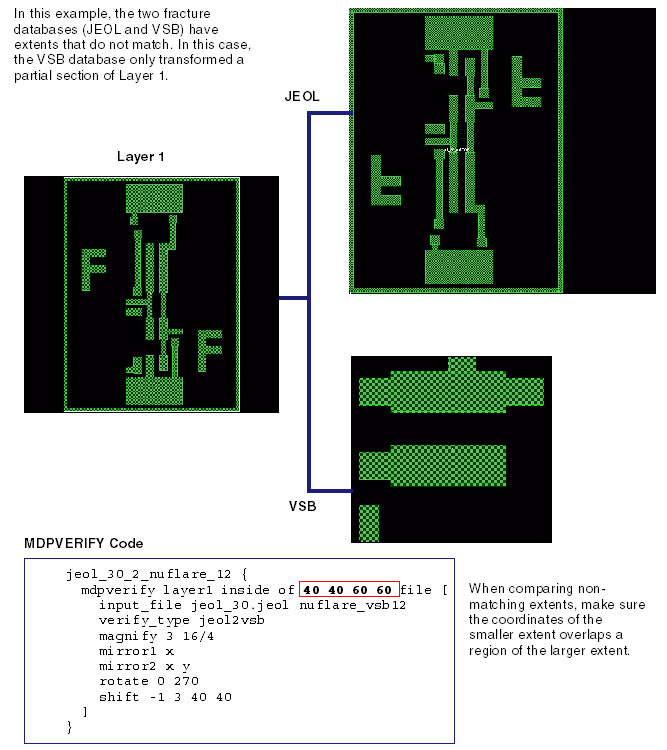 In this example, the two fracture
databases (JEOL and VSB) have
extents that do not match. In this case,
the VSB database only transformed a
partial section of Layer 1.
JEOL
Layer 1
VSB
MDPVERIFY Code
jeol_30_2_nuflare_12 {
mdpverify layer1 inside of 40 40 60 60 file [
input_file jeol_30.jeol nuflare_vsb12
verify_type jeol2vsb
magnify 3 16/4
mirror1 x
mirror2 x y
rotate 0 270
shift -1 3 40 40
]
}
When comparing non-
matching extents, make sure
the coordinates of the
smaller extent overlaps a
region of the larger extent.